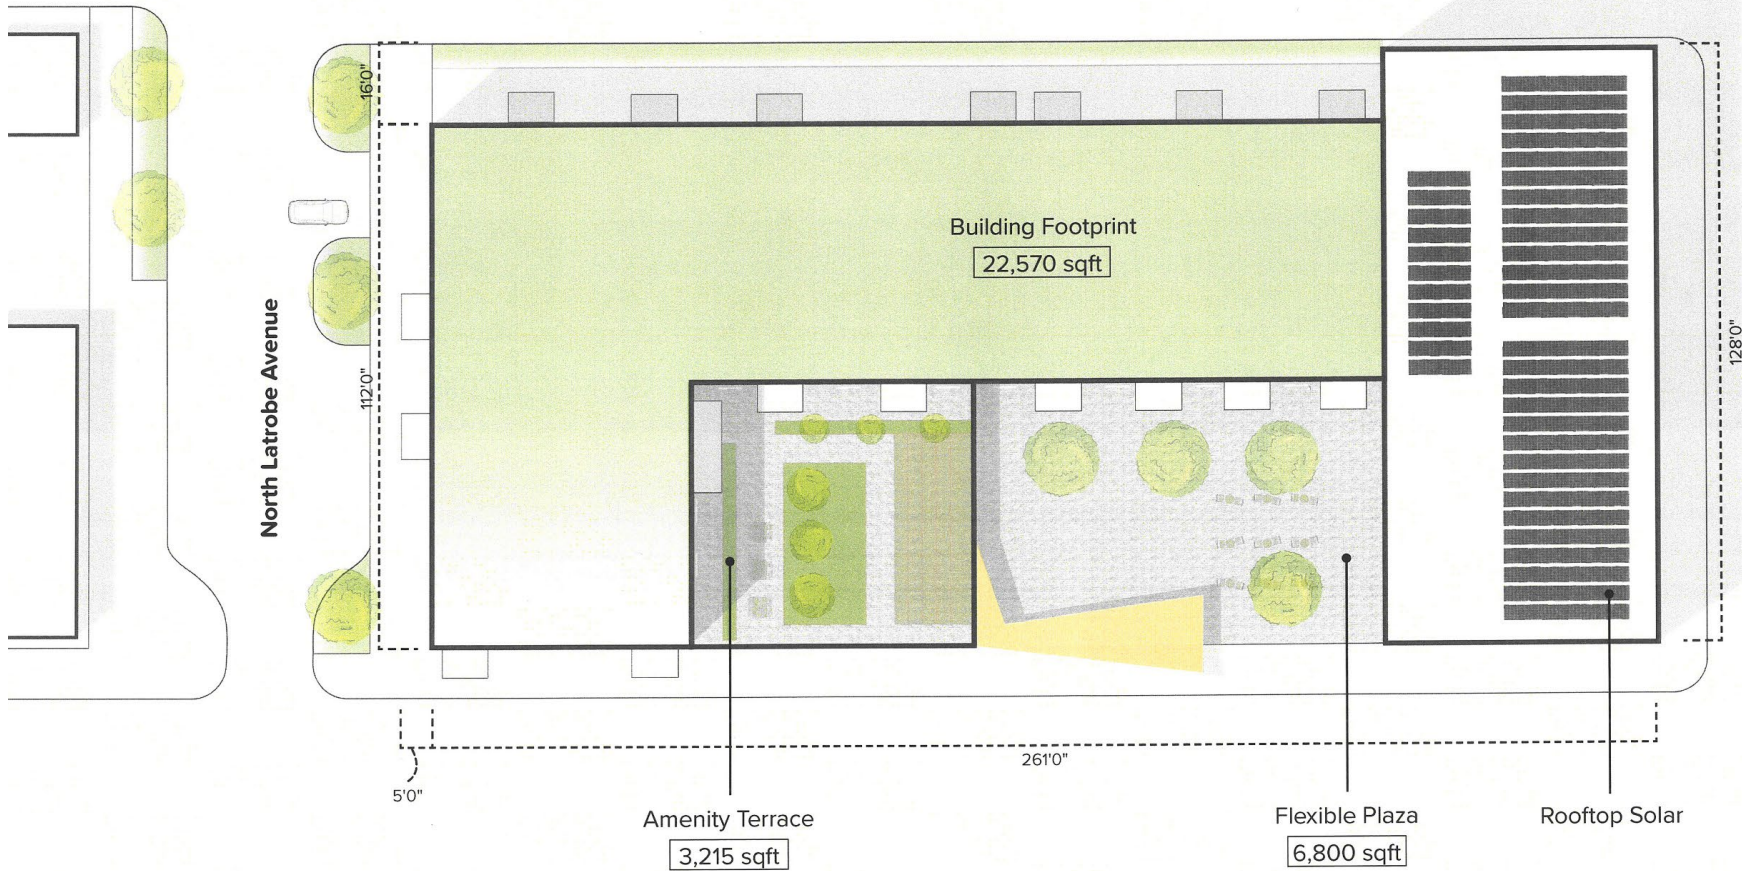 16'0"
Building Footprint
22,570 sqft
North Latrobe Avenue
112'0"
128'0"
261'0"
5'0"
Amenity Terrace
3,215 sqft
Flexible Plaza
6,800 sqft
Rooftop Solar